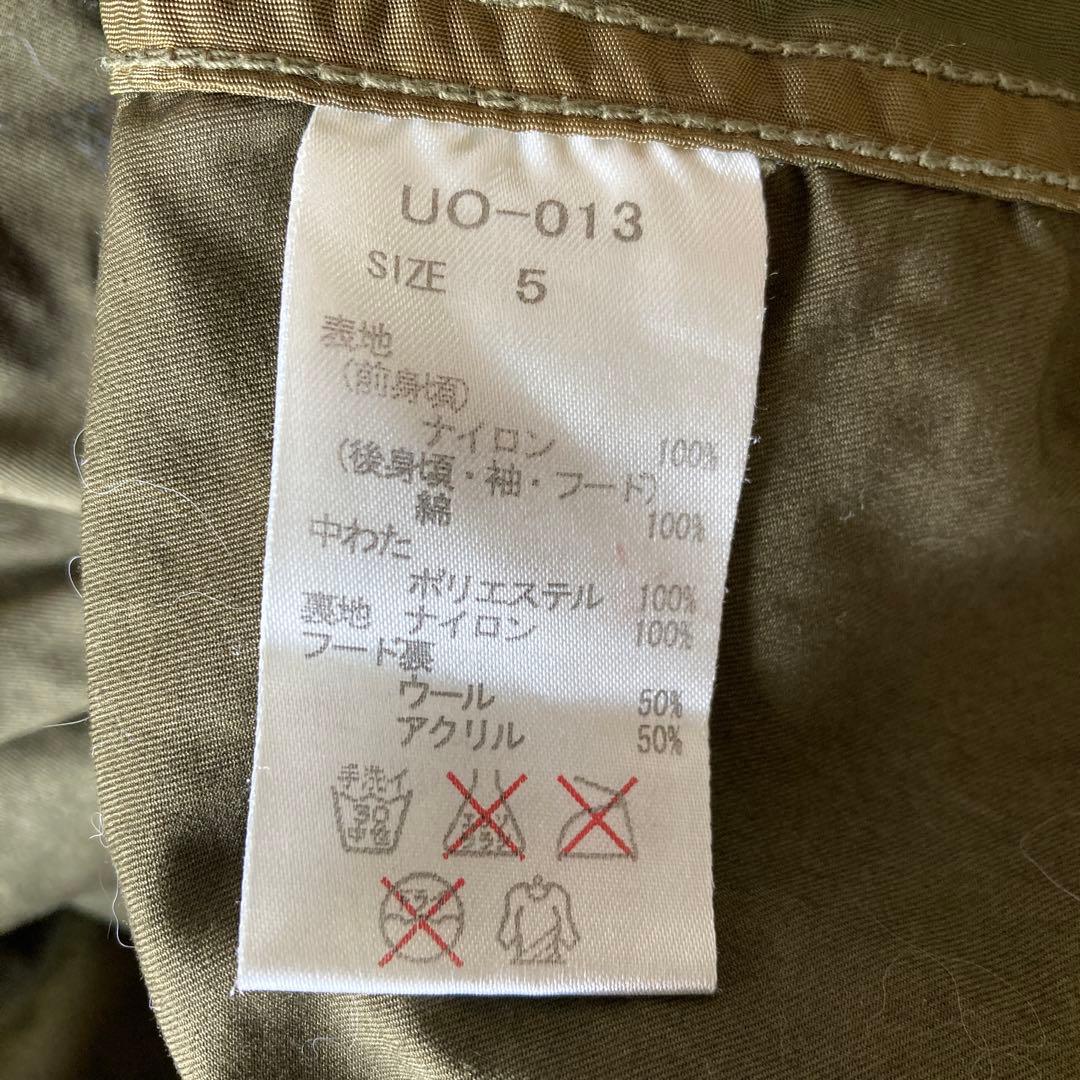 UO-013
SIZE 5
表地
(前身頃)
ナイロン 100%
(後身頃・袖・フード)
綿 100%
中わた
ポリエステル 100%
裏地 ナイロン 100%
フード裏
ウール 50%
アクリル 50%
手洗イ
30
中性